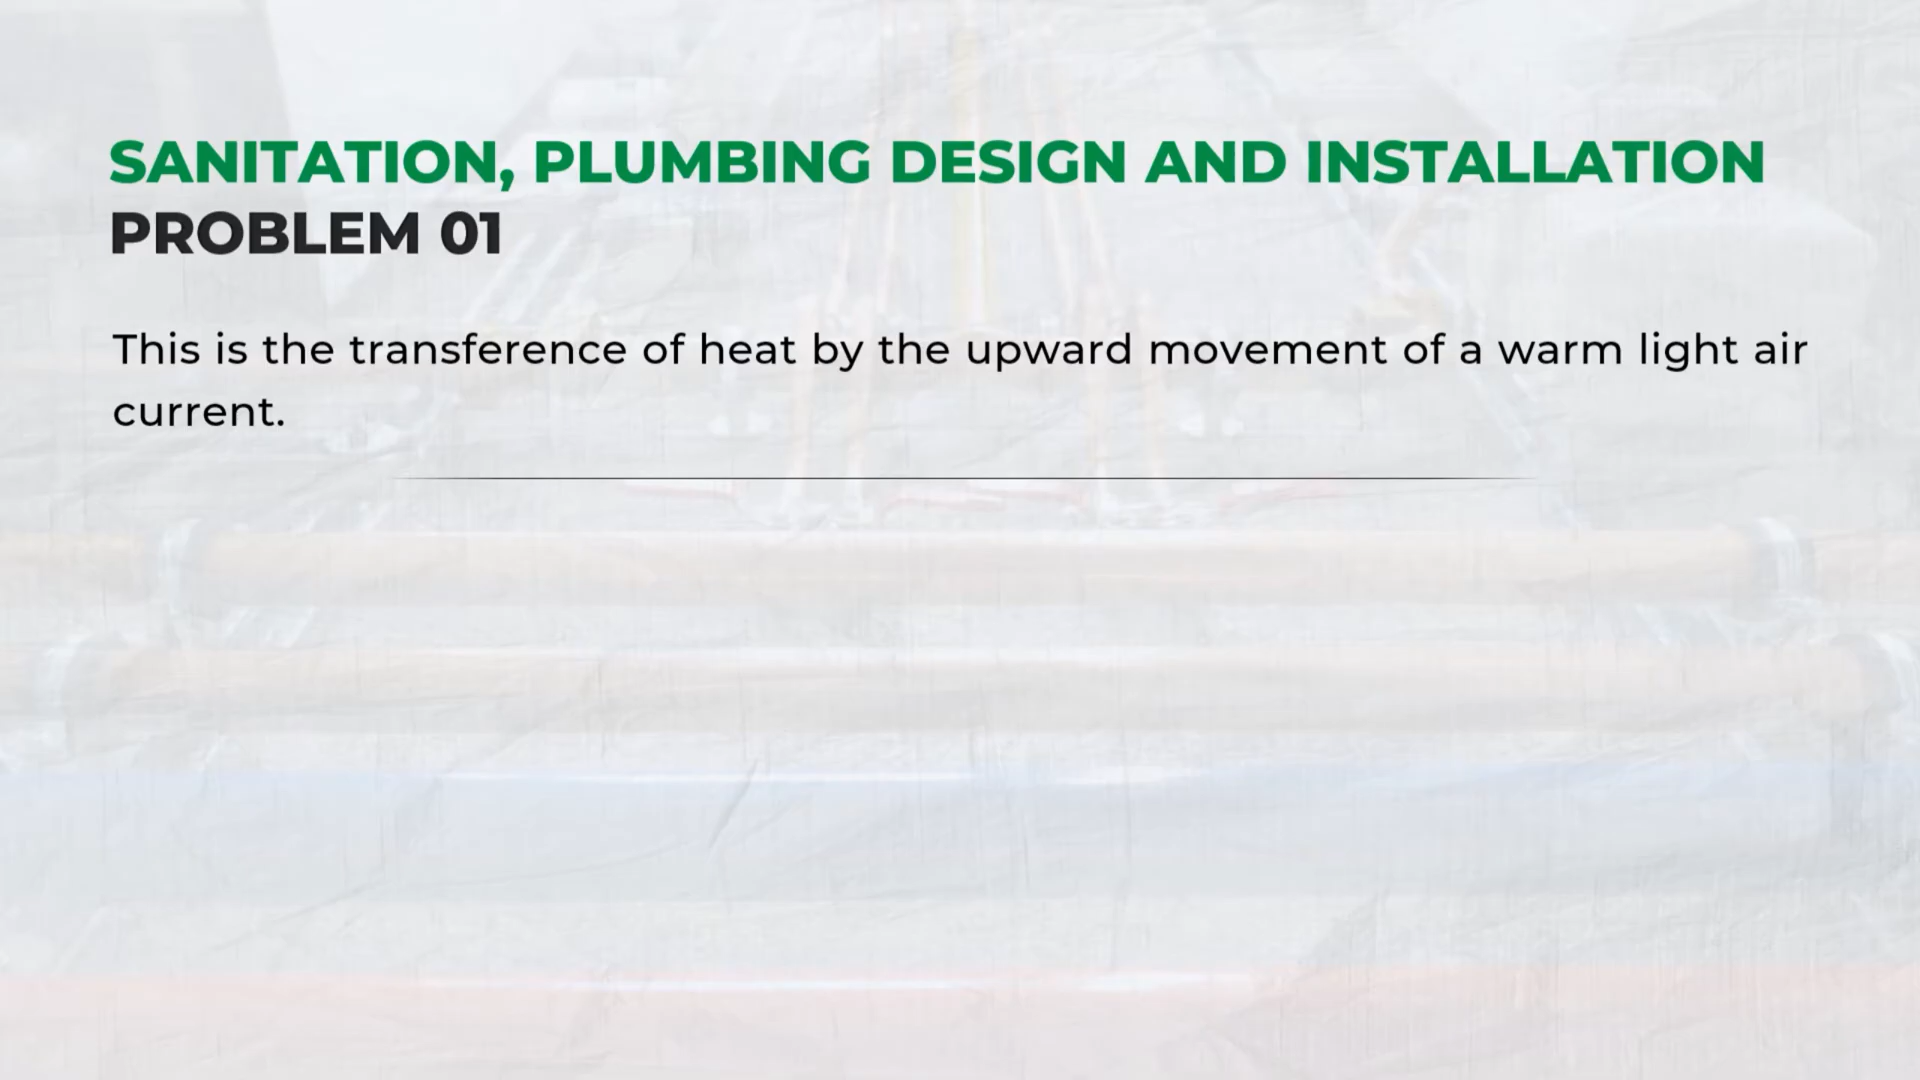 SANITATION, PLUMBING DESIGN AND INSTALLATION
PROBLEM 01
This is the transference of heat by the upward movement of a warm light air
current.